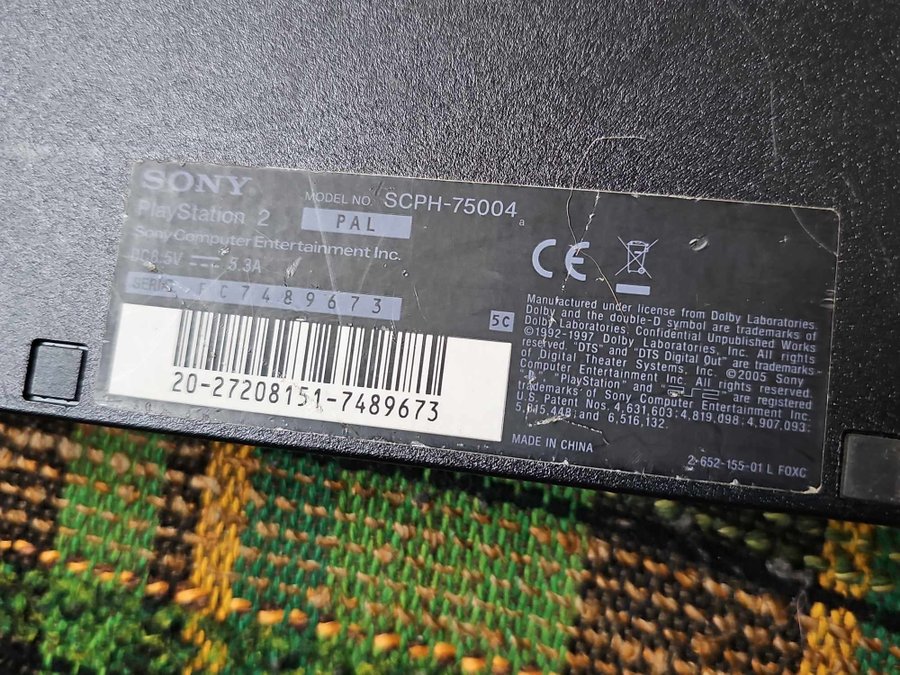 SONY
MODEL NO. SCPH-75004
a
PlayStation 2 PAL
Sony Computer Entertainment Inc.
DC8.5V 5.3A
SERIAL FC7489673
5C
20-27208151-7489673
CE
Manufactured under license from Dolby Laboratories.
Dolby and the double-D symbol are trademarks of
Dolby Laboratories. Confidential Unpublished Works
©1992-1997 Dolby Laboratories, Inc. All rights
reserved. "DTS" and "DTS Digital Out" are trademarks
of Digital Theater Systems, Inc. ©2005 Sony
Computer Entertainment Inc. All rights reserved.
"PlayStation" and " " are registered
trademarks of Sony Computer Entertainment Inc.
U.S. Patent Nos. 4,631,603; 4,819,098; 4,907,093;
5,815,448; and 6,516,132.
MADE IN CHINA
2-652-155-01 L FOXC